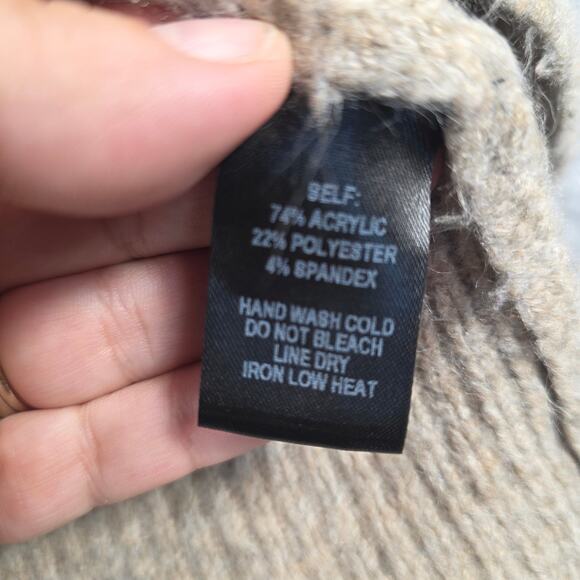 SELF:
74% ACRYLIC
22% POLYESTER
4% SPANDEX
HAND WASH COLD
DO NOT BLEACH
LINE DRY
IRON LOW HEAT